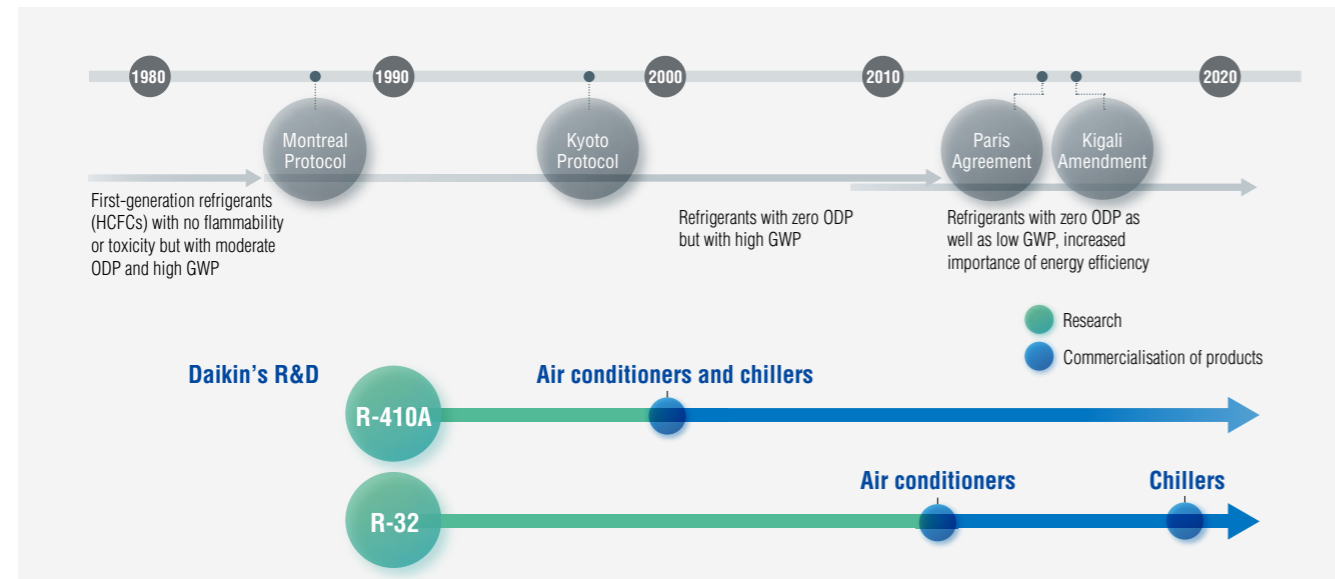 1980
1990
2000
2010
2020
Montreal
Protocol
Kyoto
Protocol
Paris
Agreement
Kigali
Amendment
First-generation refrigerants
(HCFCs) with no flammability
or toxicity but with moderate
ODP and high GWP
Refrigerants with zero ODP
but with high GWP
Refrigerants with zero ODP as
well as low GWP, increased
importance of energy efficiency
Research
Commercialisation of products
Daikin's R&D
Air conditioners and chillers
R-410A
Air conditioners
Chillers
R-32